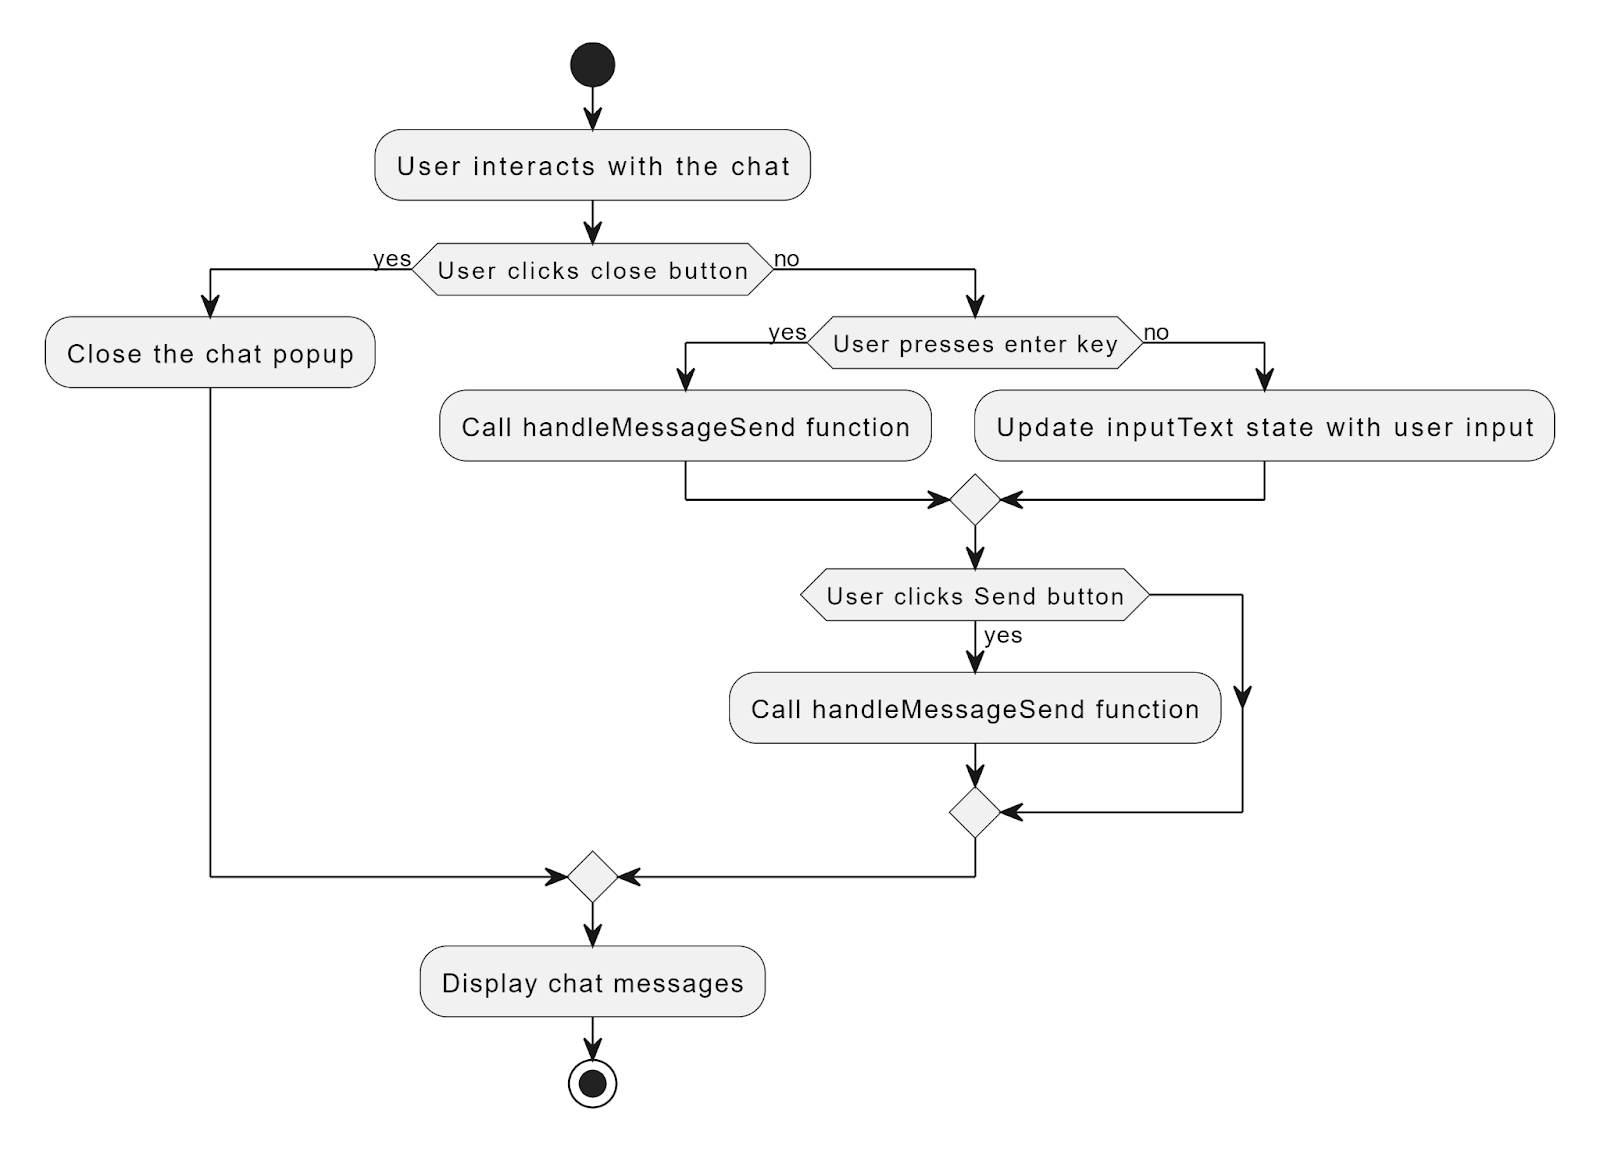 User interacts with the chat
yes
User clicks close button
no
Close the chat popup
yes
User presses enter key
no
Call handleMessageSend function
Update inputText state with user input
User clicks Send button
yes
Call handleMessageSend function
Display chat messages